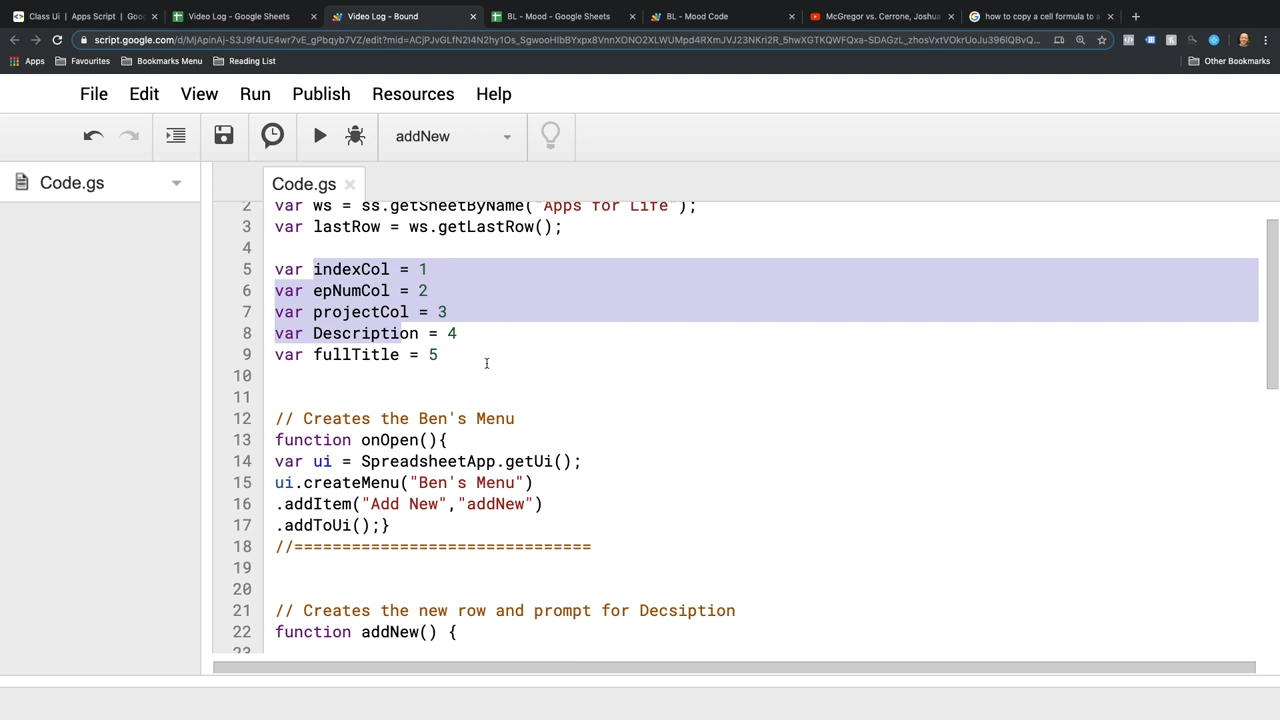 Class Ui | Apps Script | Goo
Video Log - Google Sheets
Video Log - Bound
BL - Mood - Google Sheets
BL - Mood Code
McGregor vs. Cerrone, Joshua
how to copy a cell formula to a
Apps
Favourites
Bookmarks Menu
Reading List
Other Bookmarks
File Edit View Run Publish Resources Help
addNew
Code.gs
Code.gs
2 var ws = ss.getSheetByName("Apps for Life");
3 var lastRow = ws.getLastRow();
4
5 var indexCol = 1
6 var epNumCol = 2
7 var projectCol = 3
8 var Description = 4
9 var fullTitle = 5
10
11
12 // Creates the Ben's Menu
13 function onOpen(){
14 var ui = SpreadsheetApp.getUi();
15 ui.createMenu("Ben's Menu")
16 .addItem("Add New","addNew")
17 .addToUi();}
18 //===============================
19
20
21 // Creates the new row and prompt for Decsiption
22 function addNew() {
23